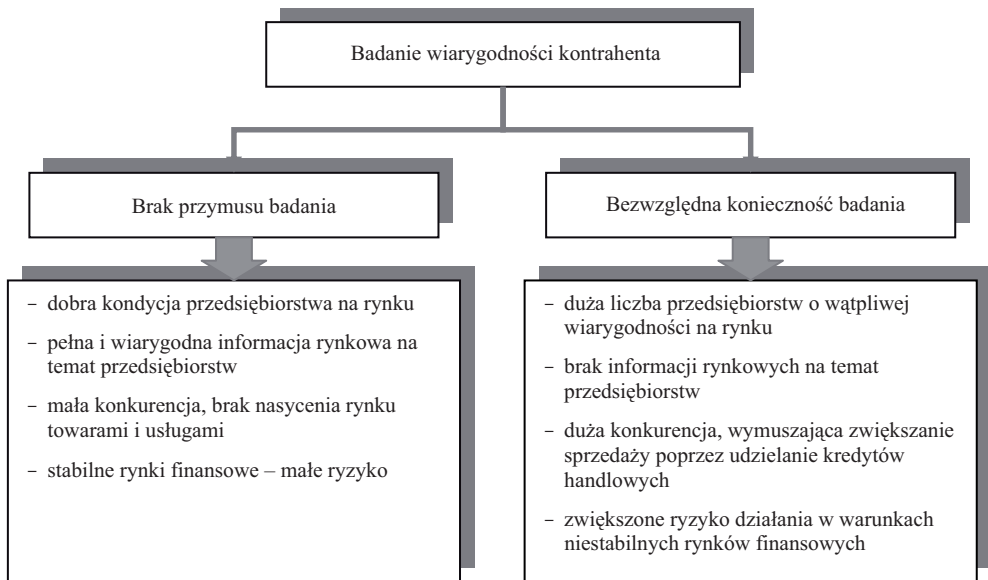 Badanie wiarygodności kontrahenta
Brak przymusu badania
– dobra kondycja przedsiębiorstwa na rynku
– pełna i wiarygodna informacja rynkowa na
temat przedsiębiorstw
– mała konkurencja, brak nasycenia rynku
towarami i usługami
– stabilne rynki finansowe – małe ryzyko
Bezwzględna konieczność badania
– duża liczba przedsiębiorstw o wątpliwej
wiarygodności na rynku
– brak informacji rynkowych na temat
przedsiębiorstw
– duża konkurencja, wymuszająca zwiększanie
sprzedaży poprzez udzielanie kredytów
handlowych
– zwiększone ryzyko działania w warunkach
niestabilnych rynków finansowych